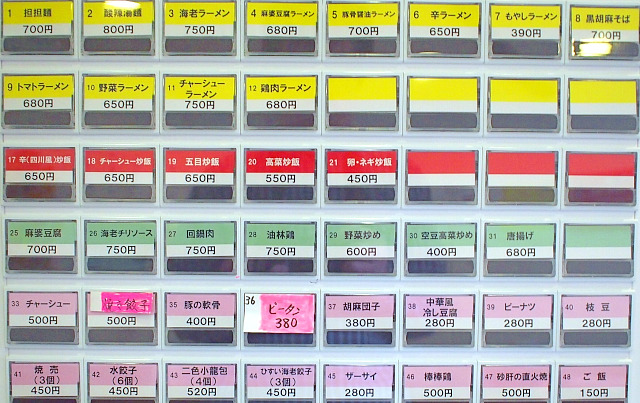 1 担担麺
700円
2 酸辣湯麺
800円
3 海老ラーメン
750円
4 麻婆豆腐ラーメン
680円
5 豚骨醤油ラーメン
700円
6 辛ラーメン
650円
7 もやしラーメン
390円
8 黒胡麻そば
700円
9 トマトラーメン
680円
10 野菜ラーメン
650円
11 チャーシュー
ラーメン
750円
12 鶏肉ラーメン
680円
17 辛(四川風)炒飯
650円
18 チャーシュー炒飯
650円
19 五目炒飯
650円
20 高菜炒飯
550円
21 卵・ネギ炒飯
450円
25 麻婆豆腐
700円
26 海老チリソース
750円
27 回鍋肉
750円
28 油淋鶏
750円
29 野菜炒め
600円
30 空豆高菜炒め
400円
31 唐揚げ
680円
33 チャーシュー
500円
餃子
500円
35 豚の軟骨
400円
36 ピータン
380
37 胡麻団子
380円
38 中華風
冷し豆腐
280円
39 ピーナツ
280円
40 枝豆
280円
41 焼売
(3個)
450円
42 水餃子
(6個)
450円
43 二色小龍包
(4個)
520円
44 ひすい海老餃子
(3個)
450円
45 ザーサイ
280円
46 棒棒鶏
500円
47 砂肝の直火焼
500円
48 ご飯
150円